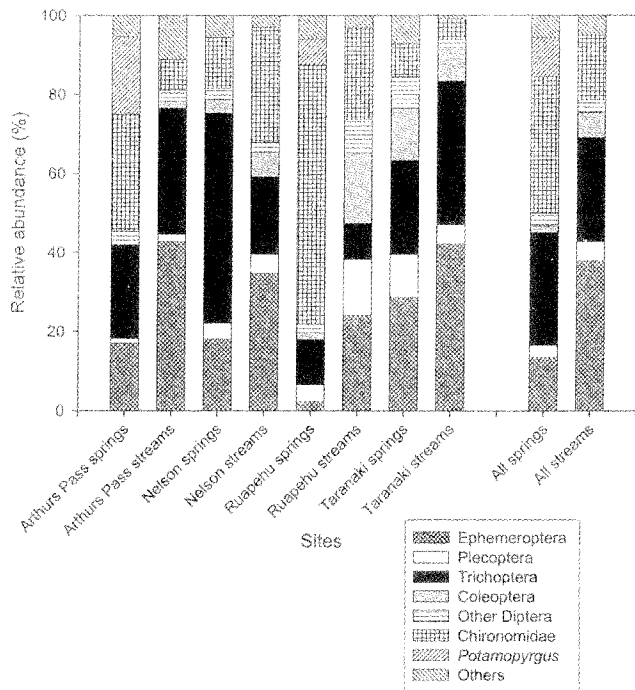 Relative abundance (%)
100
80
60
40
20
0
Arthurs Pass springs
Arthurs Pass streams
Nelson springs
Nelson streams
Ruapehu springs
Ruapehu streams
Taranaki springs
Taranaki streams
All springs
All streams
Sites
Ephemeroptera
Plecoptera
Trichoptera
Coleoptera
Other Diptera
Chironomidae
Potamopyrgus
Others